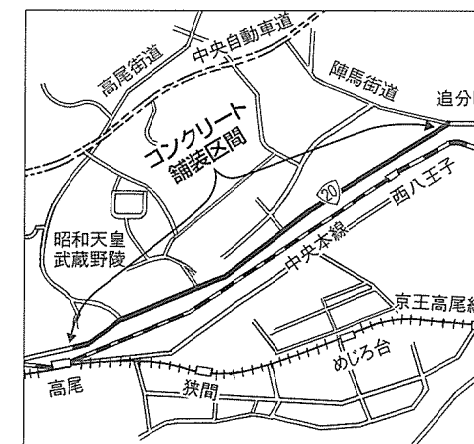 高尾街道
中央自動車道
陣馬街道
追分
コンクリート
舗装区間
20
西八王子
昭和天皇
武蔵野陵
中央本線
京王高尾線
めじろ台
高尾
狭間